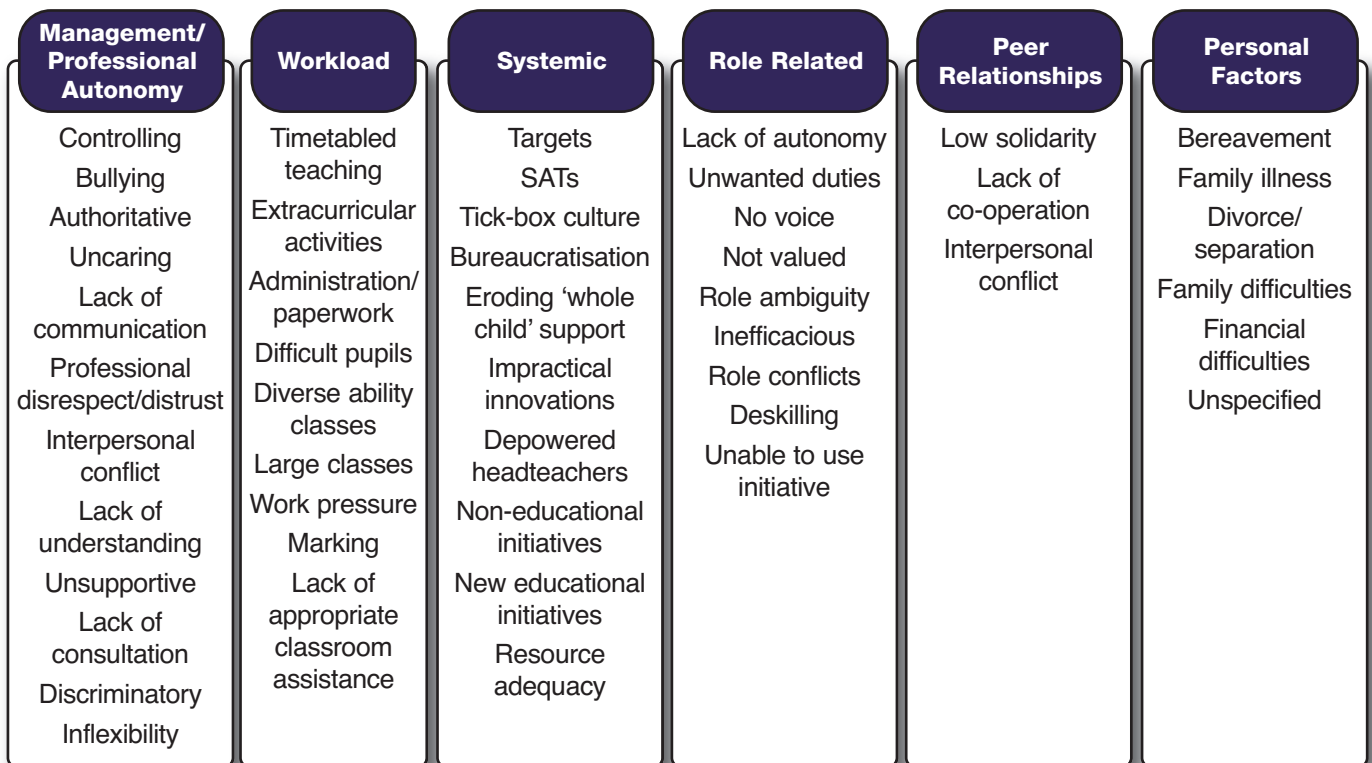 Management/
Professional
Autonomy
Controlling
Bullying
Authoritative
Uncaring
Lack of
communication
Professional
disrespect/distrust
Interpersonal
conflict
Lack of
understanding
Unsupportive
Lack of
consultation
Discriminatory
Inflexibility
Workload
Timetabled
teaching
Extracurricular
activities
Administration/
paperwork
Difficult pupils
Diverse ability
classes
Large classes
Work pressure
Marking
Lack of
appropriate
classroom
assistance
Systemic
Targets
SATs
Tick-box culture
Bureaucratisation
Eroding ‘whole
child’ support
Impractical
innovations
Depowered
headteachers
Non-educational
initiatives
New educational
initiatives
Resource
adequacy
Role Related
Lack of autonomy
Unwanted duties
No voice
Not valued
Role ambiguity
Inefficacious
Role conflicts
Deskilling
Unable to use
initiative
Peer
Relationships
Low solidarity
Lack of
co-operation
Interpersonal
conflict
Personal
Factors
Bereavement
Family illness
Divorce/
separation
Family difficulties
Financial
difficulties
Unspecified